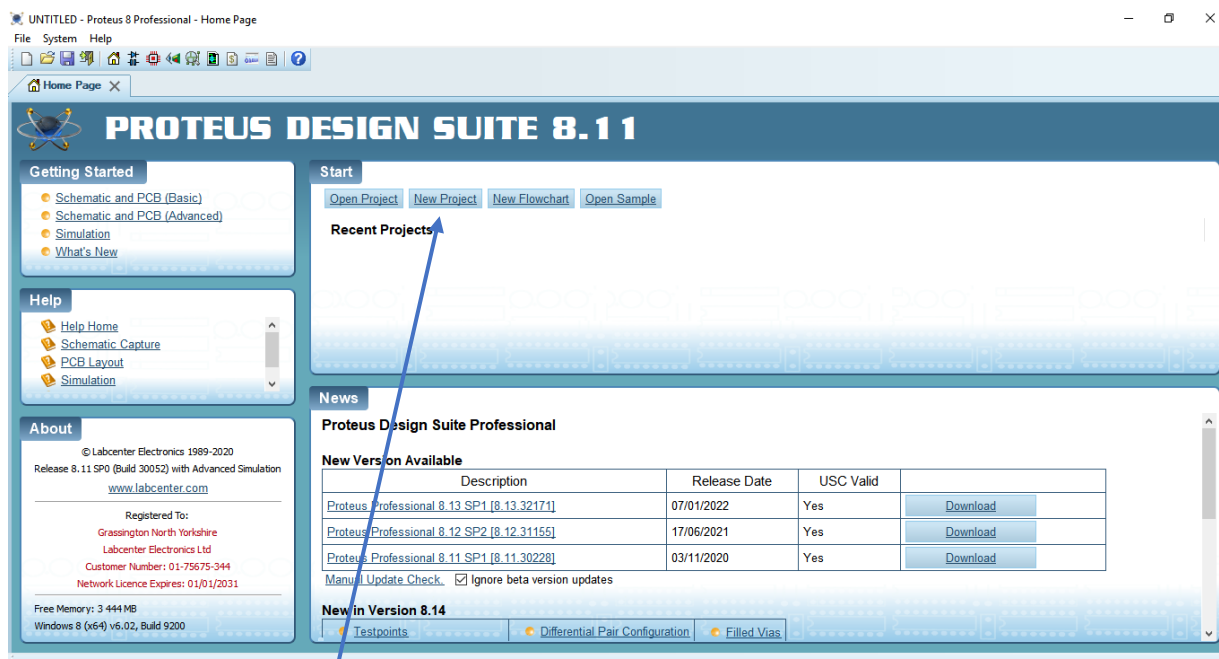 UNTITLED - Proteus 8 Professional - Home Page
File System Help
Home Page
PROTEUS DESIGN SUITE 8.11
Getting Started
Schematic and PCB (Basic)
Schematic and PCB (Advanced)
Simulation
What's New
Help
Help Home
Schematic Capture
PCB Layout
Simulation
About
© Labcenter Electronics 1989-2020
Release 8.11 SP0 (Build 30052) with Advanced Simulation
www.labcenter.com
Registered To:
Grassington North Yorkshire
Labcenter Electronics Ltd
Customer Number: 01-75675-344
Network Licence Expires: 01/01/2031
Free Memory: 3 444 MB
Windows 8 (x64) v6.02, Build 9200
Start
Open Project New Project New Flowchart Open Sample
Recent Projects
News
Proteus Design Suite Professional
New Version Available
Description Release Date USC Valid
Proteus Professional 8.13 SP1 [8.13.32171] 07/01/2022 Yes Download
Proteus Professional 8.12 SP2 [8.12.31155] 17/06/2021 Yes Download
Proteus Professional 8.11 SP1 [8.11.30228] 03/11/2020 Yes Download
Manual Update Check. Ignore beta version updates
New in Version 8.14
Testpoints Differential Pair Configuration Filled Vias